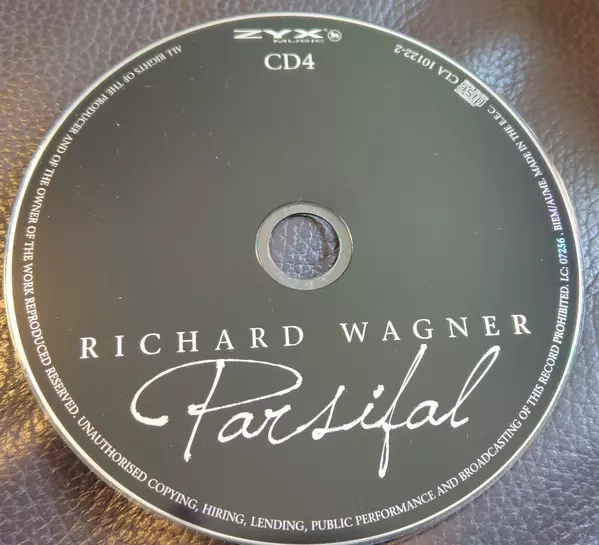 ZYX
MUSIC
CD4
CLA 10122-2
RICHARD WAGNER
Parsifal
ALL RIGHTS OF THE PRODUCER AND OF THE OWNER OF THE WORK REPRODUCED RESERVED. UNAUTHORISED COPYING, HIRING, LENDING, PUBLIC PERFORMANCE AND BROADCASTING OF THIS RECORD PROHIBITED. LC: 07256 . BIEM/AUME. MADE IN THE E.E.C.